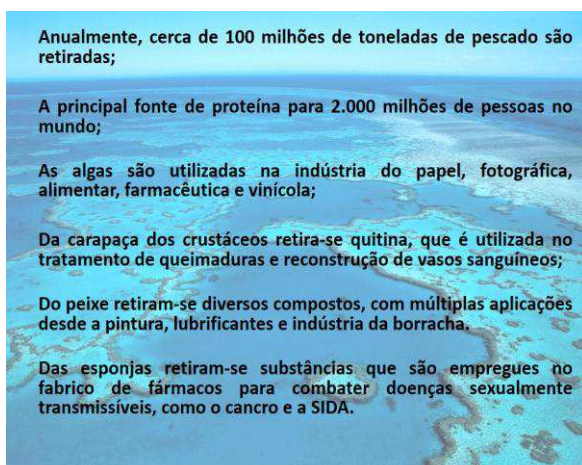 Anualmente, cerca de 100 milhões de toneladas de pescado são
retiradas;
A principal fonte de proteína para 2.000 milhões de pessoas no
mundo;
As algas são utilizadas na indústria do papel, fotográfica,
alimentar, farmacêutica e vinícola;
Da carapaça dos crustáceos retira-se quitina, que é utilizada no
tratamento de queimaduras e reconstrução de vasos sanguíneos;
Do peixe retiram-se diversos compostos, com múltiplas aplicações
desde a pintura, lubrificantes e indústria da borracha.
Das esponjas retiram-se substâncias que são empregues no
fabrico de fármacos para combater doenças sexualmente
transmissíveis, como o cancro e a SIDA.